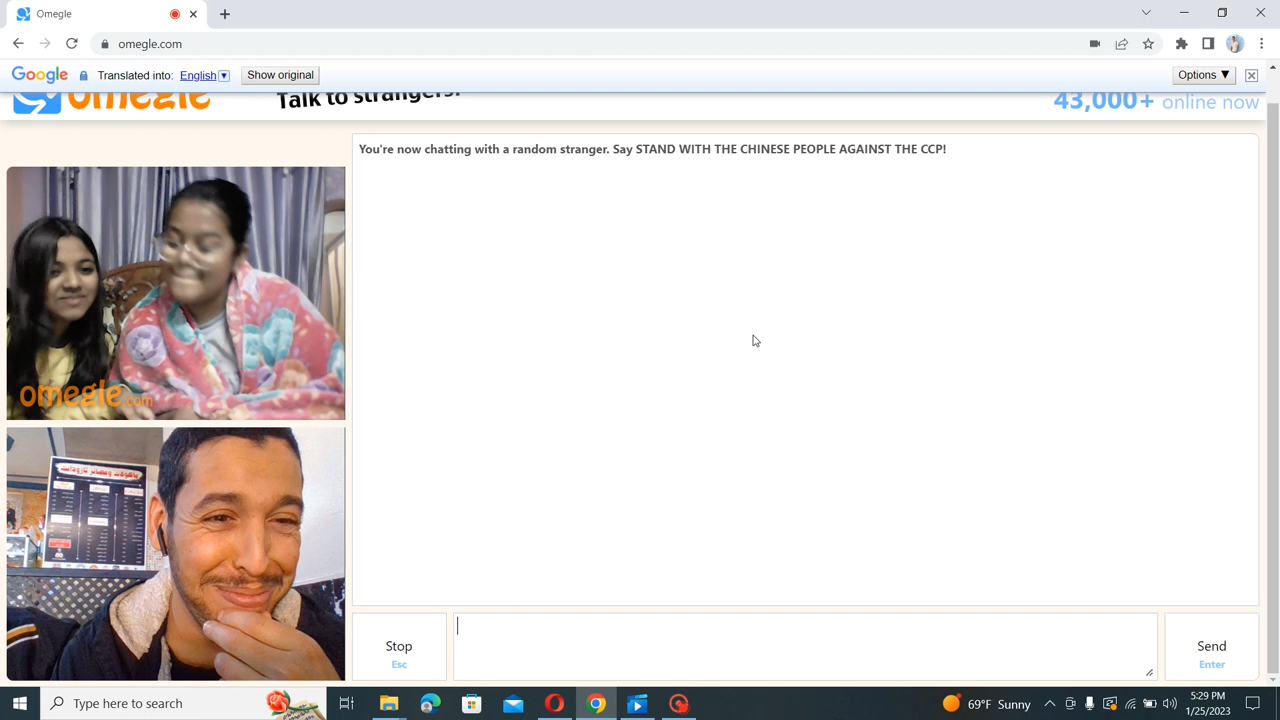 Omegle
omegle.com
Google Translated into: English Show original Options ▼
omegle Talk to strangers! 43,000+ online now
You're now chatting with a random stranger. Say STAND WITH THE CHINESE PEOPLE AGAINST THE CCP!
omegle.com
Stop
Esc
Send
Enter
Type here to search
69°F Sunny
5:29 PM
1/25/2023